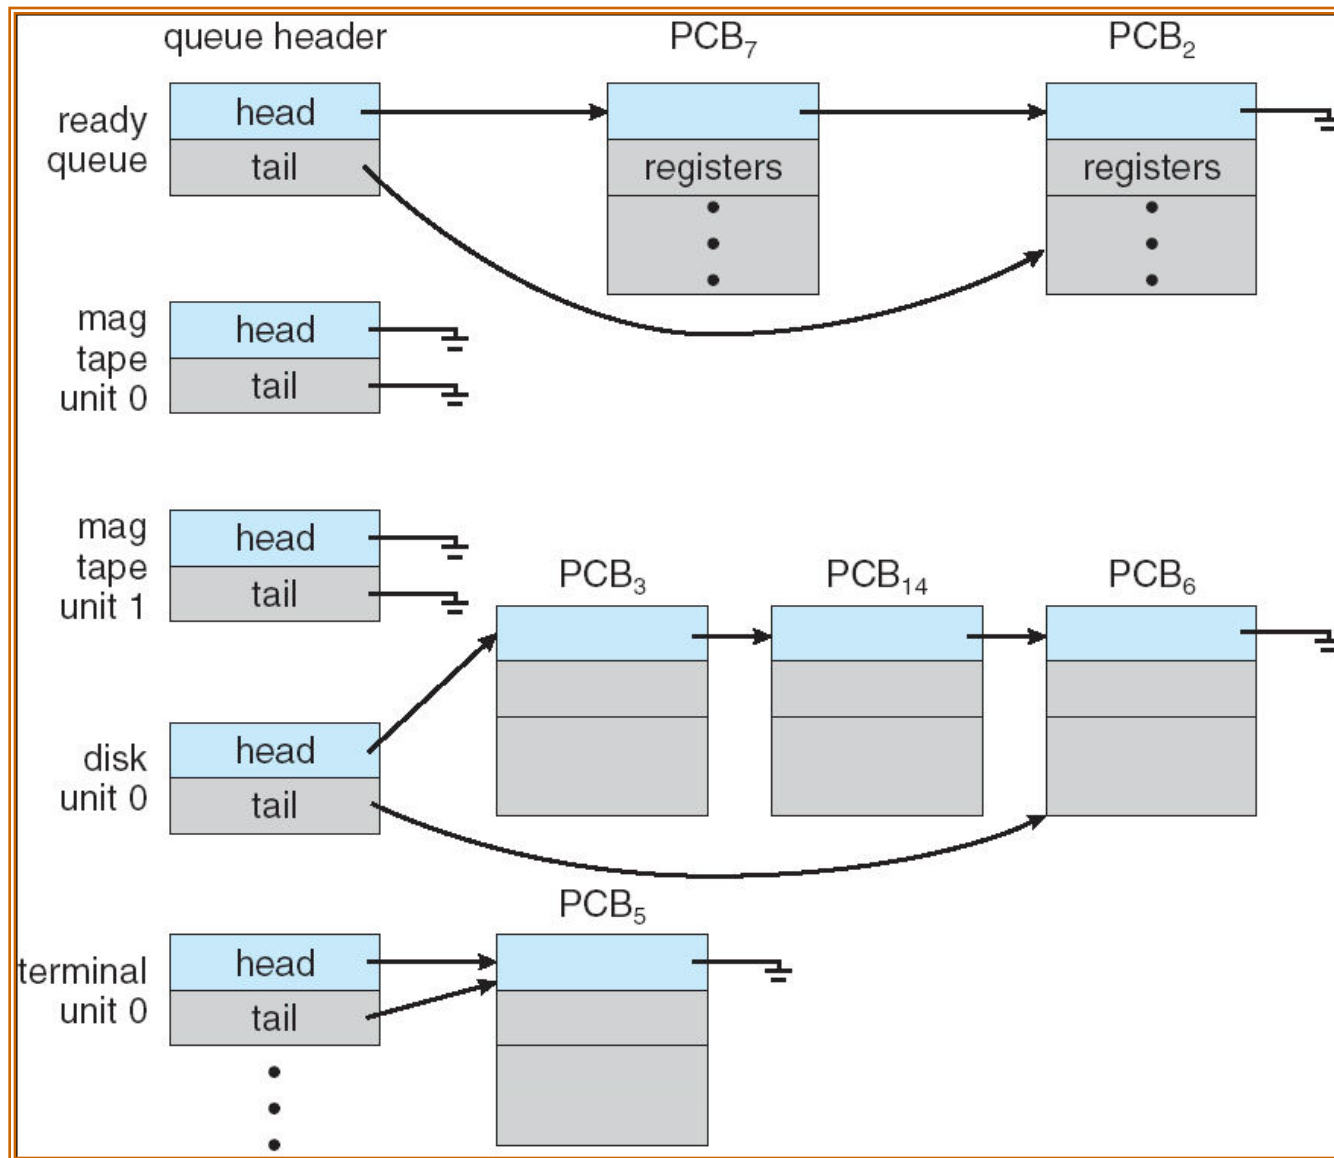 queue header
PCB7
PCB2
ready
queue
head
tail
registers
registers
mag
tape
unit 0
head
tail
mag
tape
unit 1
head
tail
PCB3
PCB14
PCB6
disk
unit 0
head
tail
PCB5
terminal
unit 0
head
tail